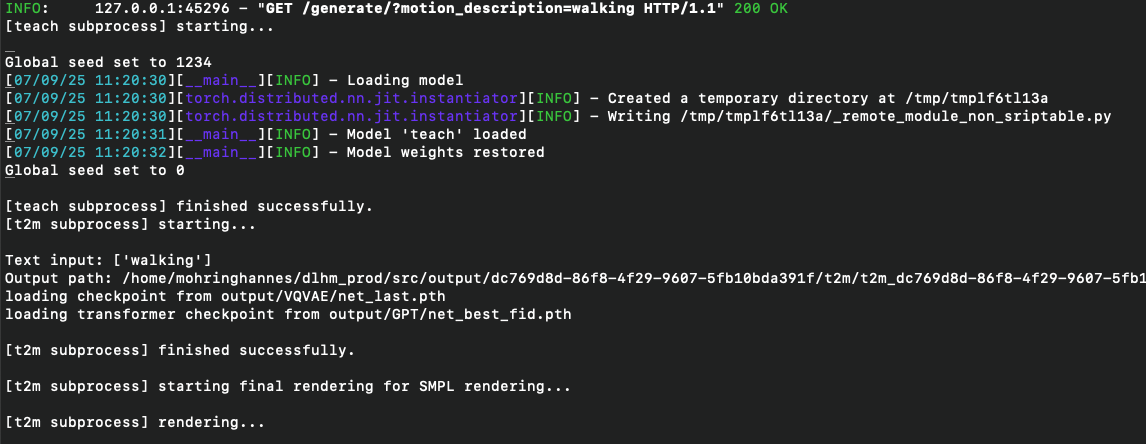 INFO:     127.0.0.1:45296 - "GET /generate/?motion_description=walking HTTP/1.1" 200 OK
[teach subprocess] starting...
_
Global seed set to 1234
[07/09/25 11:20:30][__main__][INFO] - Loading model
[07/09/25 11:20:30][torch.distributed.nn.jit.instantiator][INFO] - Created a temporary directory at /tmp/tmplf6tl13a
[07/09/25 11:20:30][torch.distributed.nn.jit.instantiator][INFO] - Writing /tmp/tmplf6tl13a/_remote_module_non_sriptable.py
[07/09/25 11:20:31][__main__][INFO] - Model 'teach' loaded
[07/09/25 11:20:32][__main__][INFO] - Model weights restored
Global seed set to 0
[teach subprocess] finished successfully.
[t2m subprocess] starting...
Text input: ['walking']
Output path: /home/mohringhannes/dlhm_prod/src/output/dc769d8d-86f8-4f29-9607-5fb10bda391f/t2m/t2m_dc769d8d-86f8-4f29-9607-5fb1
loading checkpoint from output/VQVAE/net_last.pth
loading transformer checkpoint from output/GPT/net_best_fid.pth
[t2m subprocess] finished successfully.
[t2m subprocess] starting final rendering for SMPL rendering...
[t2m subprocess] rendering...